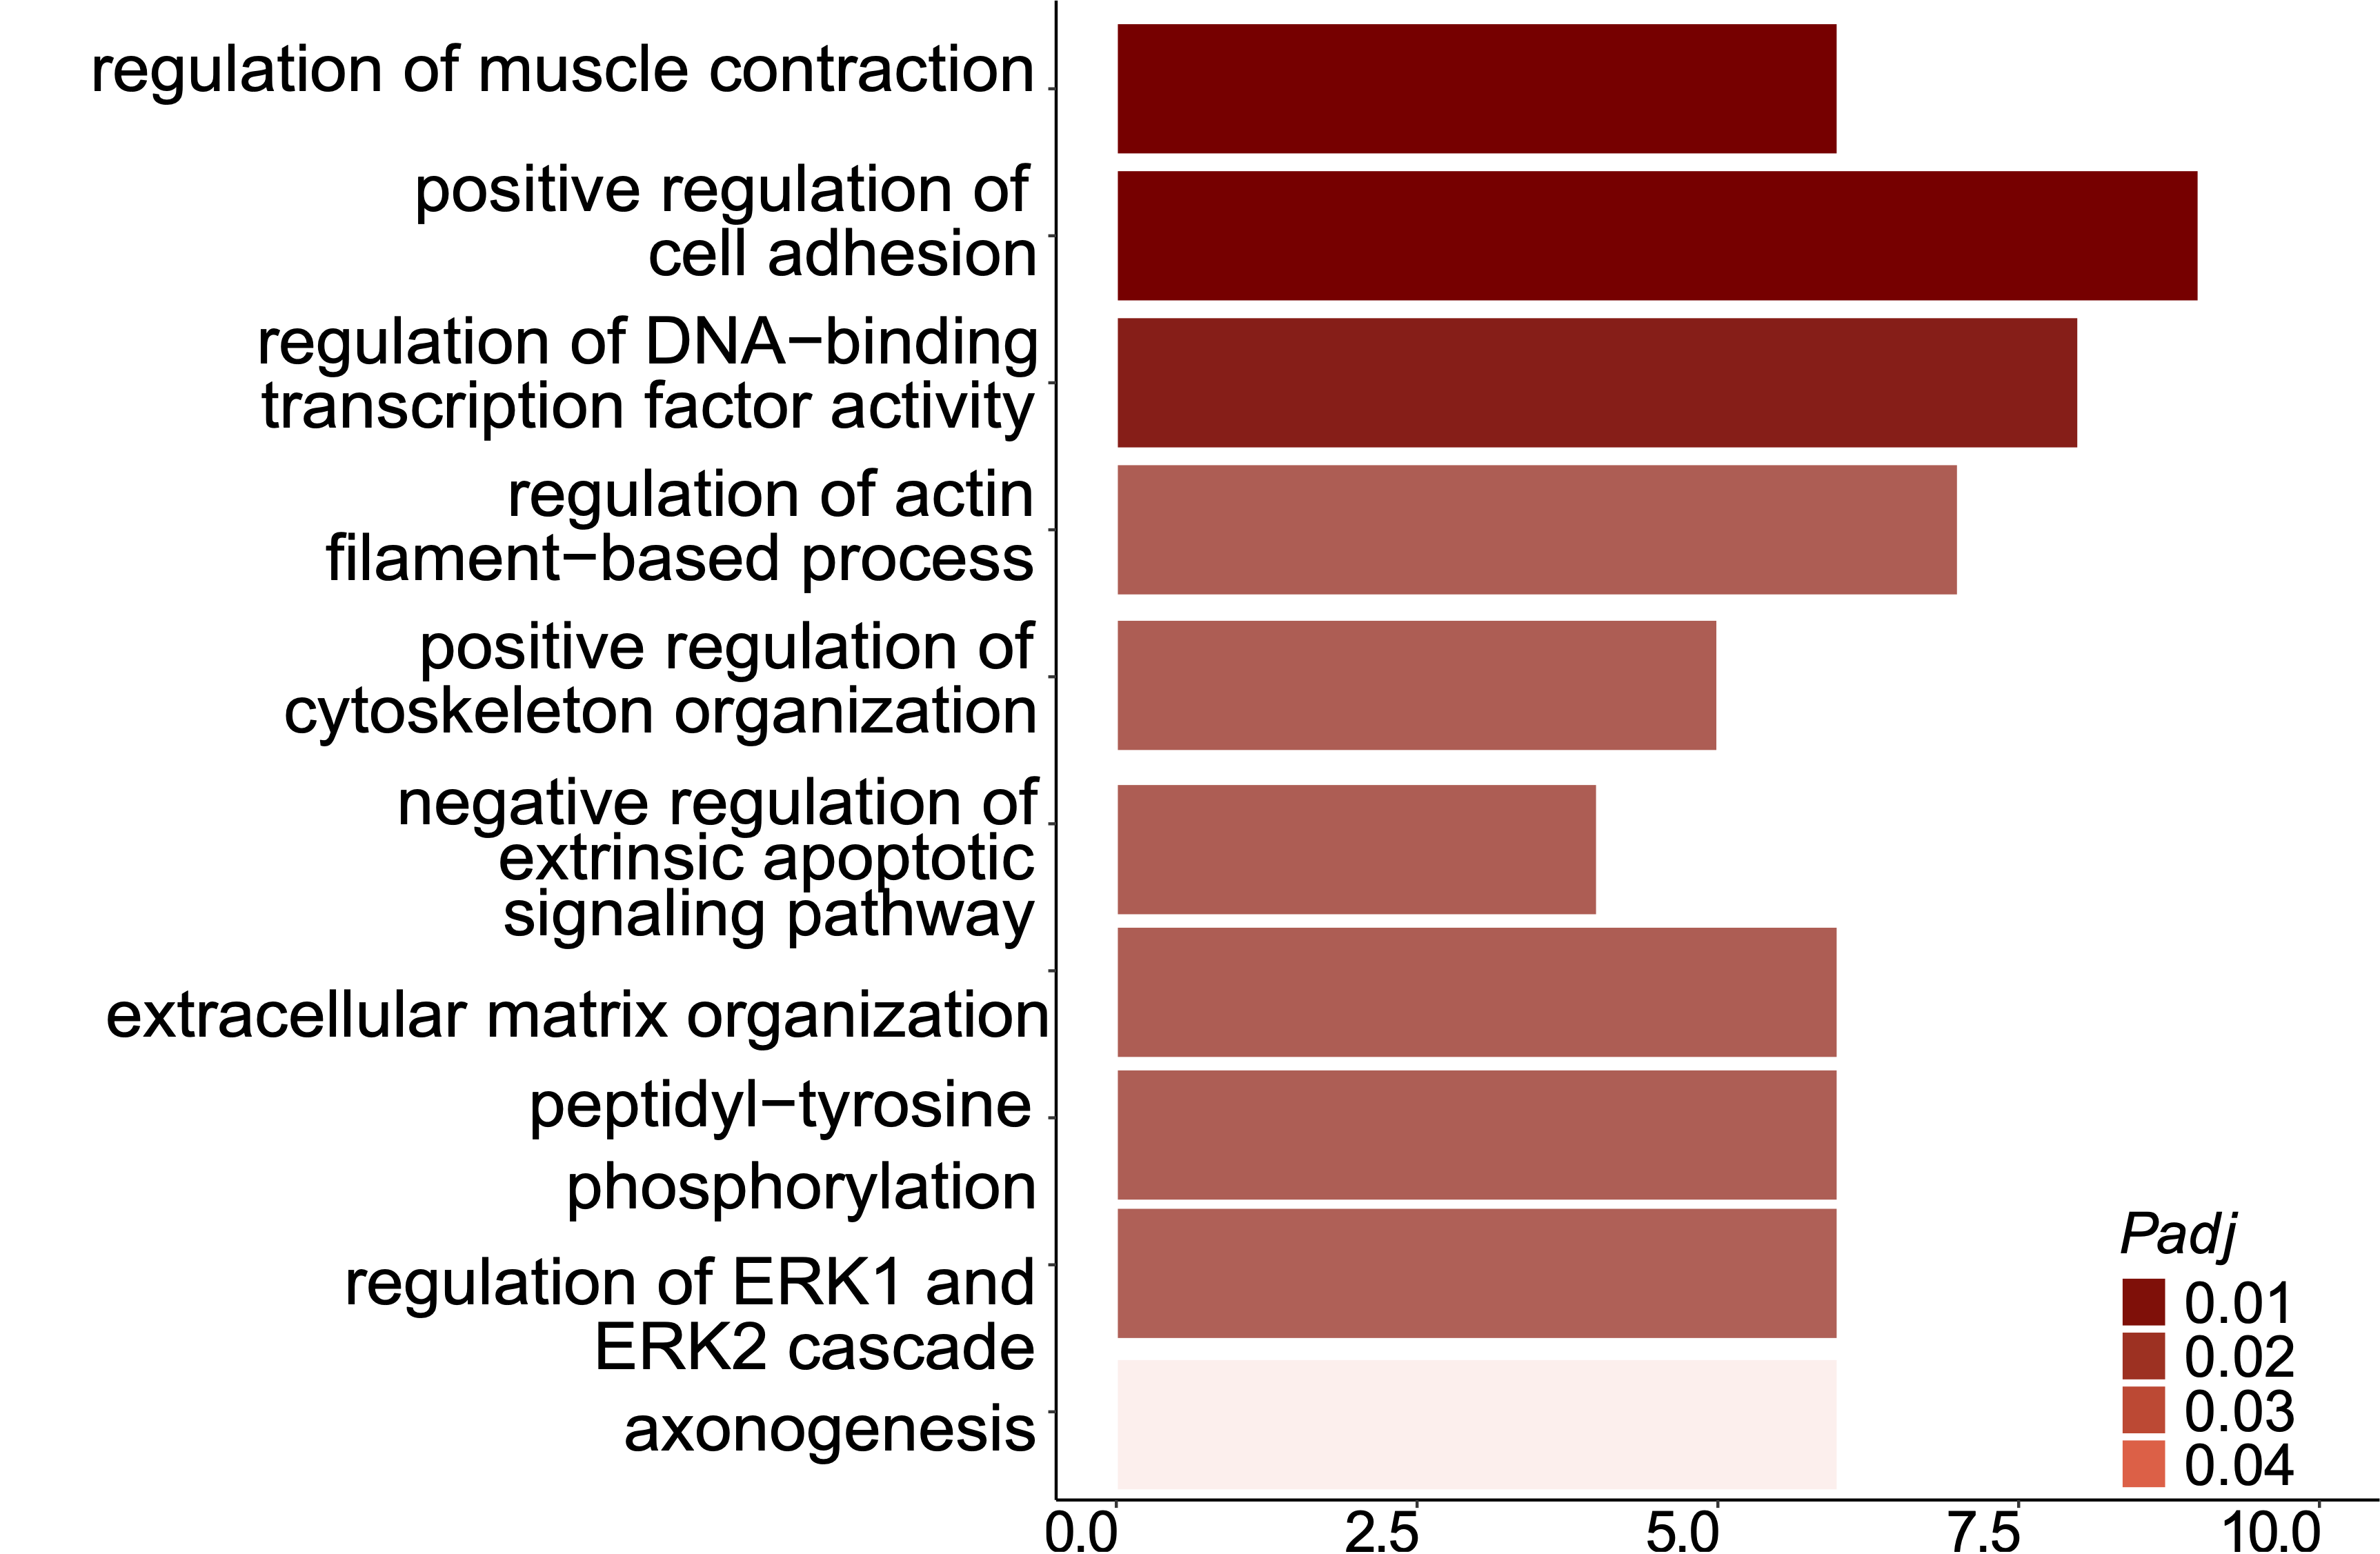 regulation of muscle contraction
positive regulation of
cell adhesion
regulation of DNA−binding
transcription factor activity
regulation of actin
filament−based process
positive regulation of
cytoskeleton organization
negative regulation of
extrinsic apoptotic
signaling pathway
extracellular matrix organization
peptidyl−tyrosine
phosphorylation
regulation of ERK1 and
ERK2 cascade
axonogenesis
Padj
0.01
0.02
0.03
0.04
0.0 2.5 5.0 7.5 10.0